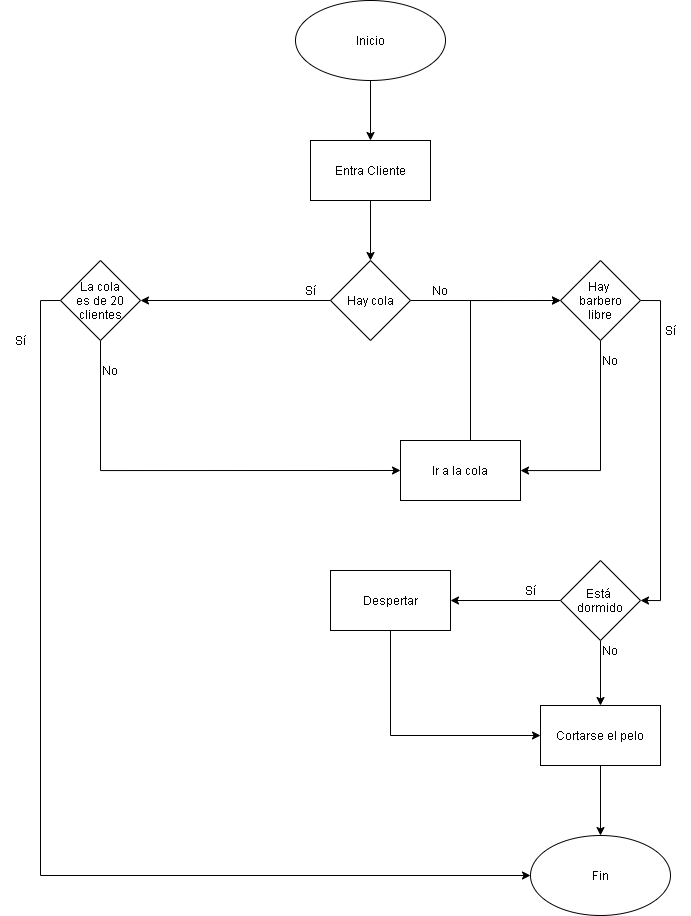 Inicio
Entra Cliente
La cola
es de 20
clientes
Sí
Hay cola
No
Hay
barbero
libre
Sí
Sí
No
No
Ir a la cola
Despertar
Sí
Está
dormido
No
Cortarse el pelo
Fin